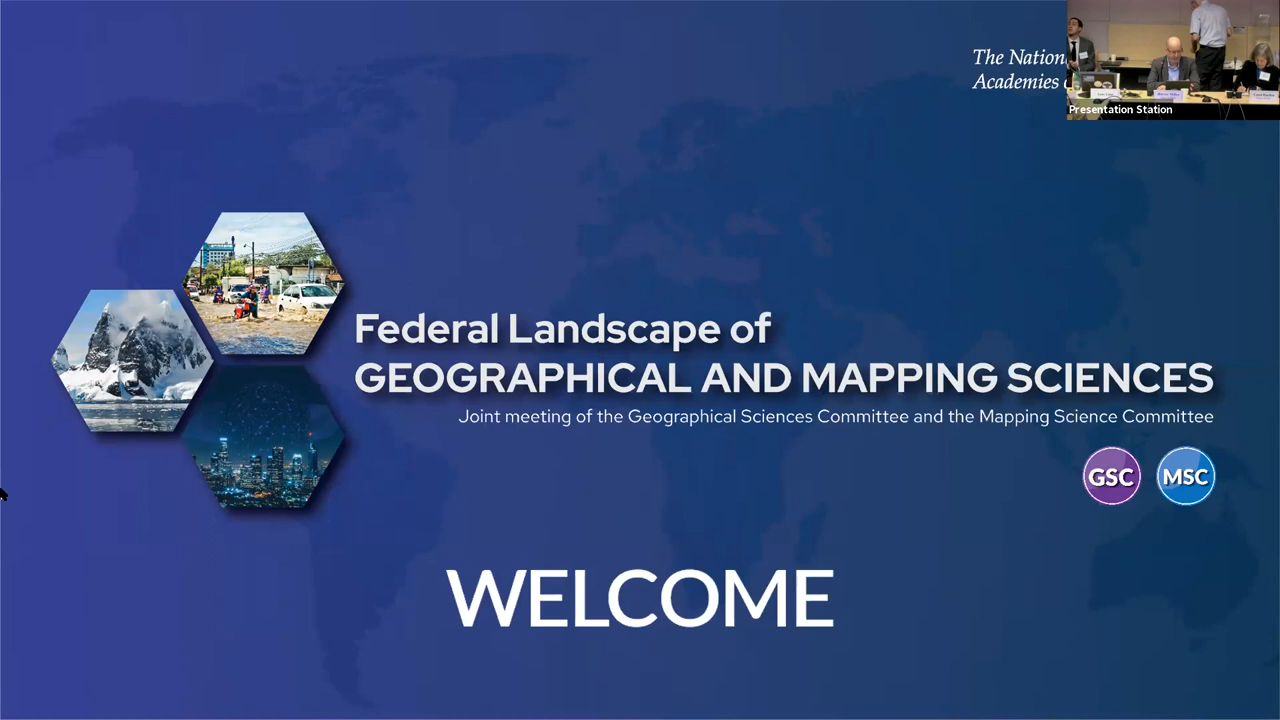 The Nation
Academies
Presentation Station
Federal Landscape of
GEOGRAPHICAL AND MAPPING SCIENCES
Joint meeting of the Geographical Sciences Committee and the Mapping Science Committee
GSC MSC
WELCOME